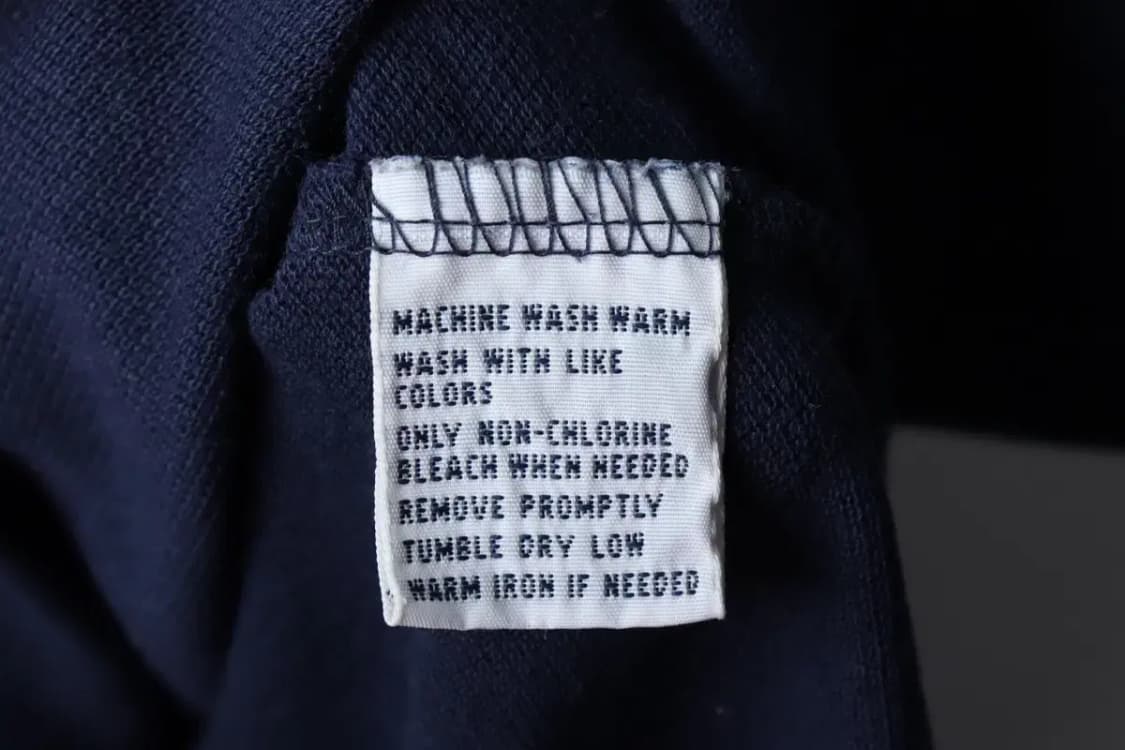 MACHINE WASH WARM
WASH WITH LIKE
COLORS
ONLY NON-CHLORINE
BLEACH WHEN NEEDED
REMOVE PROMPTLY
TUMBLE DRY LOW
WARM IRON IF NEEDED